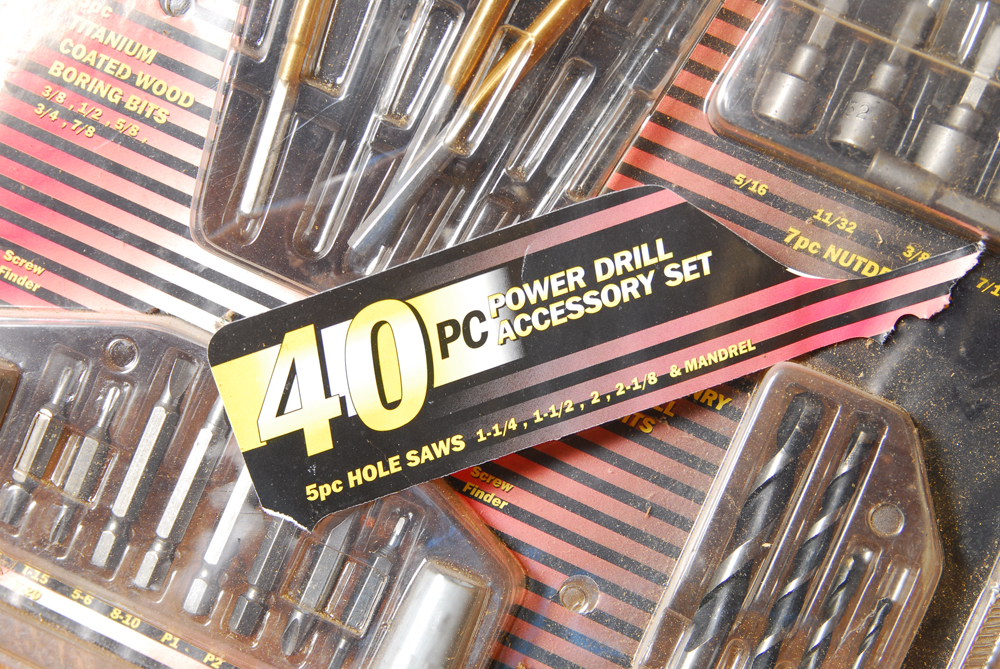 TITANIUM
COATED WOOD
BORING BITS
3/8 , 1/2 , 5/8 ,
3/4 , 7/8
Screw
Finder
5/16
11/32
3/8
7pc
40 PC POWER DRILL
ACCESSORY SET
5pc HOLE SAWS 1-1/4 , 1-1/2 , 2 , 2-1/8 & MANDREL
Screw
Finder
5-6 8-10 P1 P2